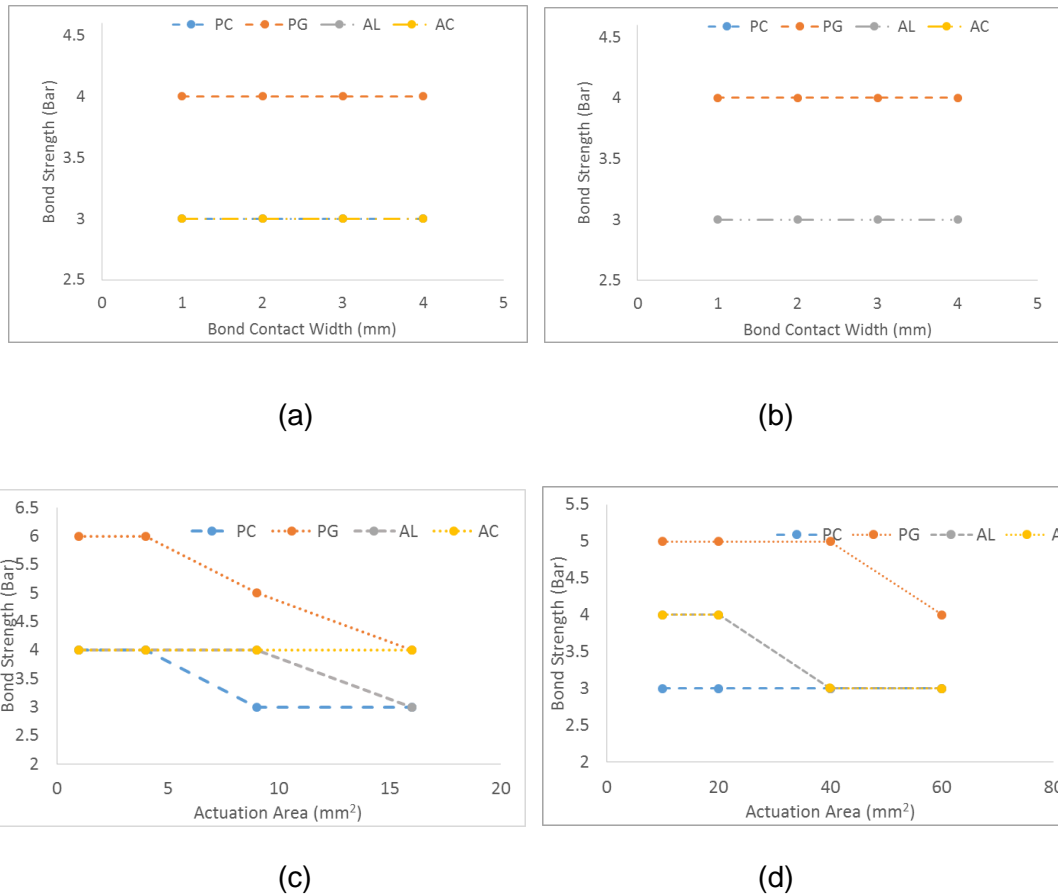 PC PG AL AC
4.5
4
3.5
3
2.5
Bond Strength (Bar)
0 1 2 3 4 5
Bond Contact Width (mm)
(a)
PC PG AL AC
4.5
4
3.5
3
2.5
Bond Strength (Bar)
0 1 2 3 4 5
Bond Contact Width (mm)
(b)
6.5
PC PG AL AC
6
5.5
5
4.5
4
3.5
3
2.5
2
Bond Strength (Bar)
0 5 10 15 20
Actuation Area (mm²)
(c)
5.5
PC PG AL A
5
4.5
4
3.5
3
2.5
2
Bond Strength (Bar)
0 20 40 60 80
Actuation Area (mm²)
(d)